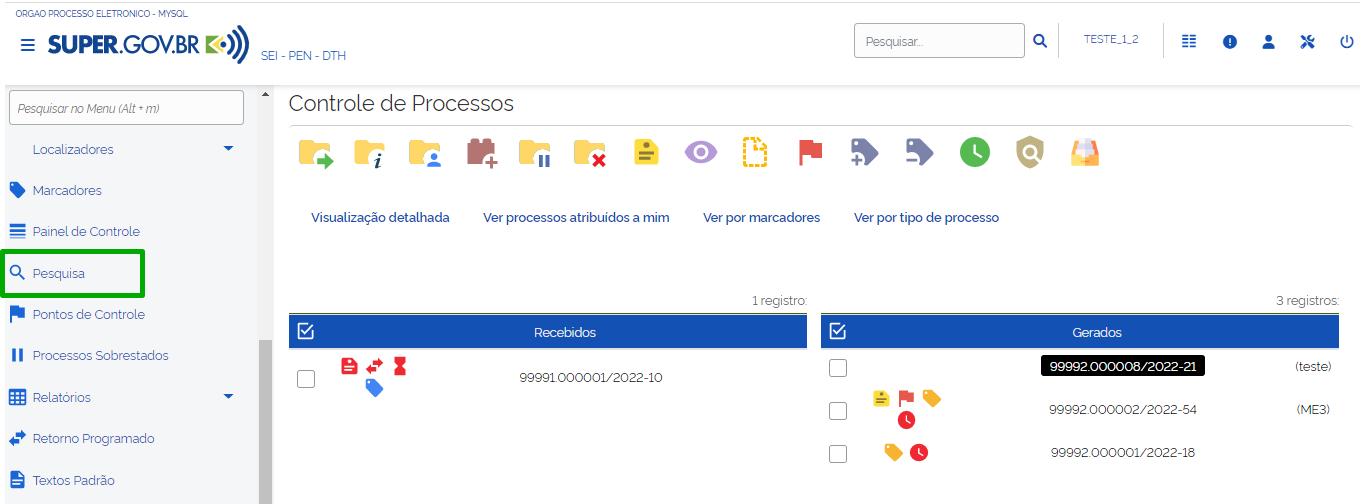 ORGAO PROCESSO ELETRONICO - MYSQL
SUPER.GOV.BR
SEI - PEN - DTH
Pesquisar...
TESTE_1_2
Pesquisar no Menu (Alt + m)
Localizadores
Marcadores
Painel de Controle
Pesquisa
Pontos de Controle
Processos Sobrestados
Relatórios
Retorno Programado
Textos Padrão
Controle de Processos
Visualização detalhada Ver processos atribuídos a mim Ver por marcadores Ver por tipo de processo
1 registro:
Recebidos
99991.000001/2022-10
3 registros:
Gerados
99992.000008/2022-21 (teste)
99992.000002/2022-54 (ME3)
99992.000001/2022-18